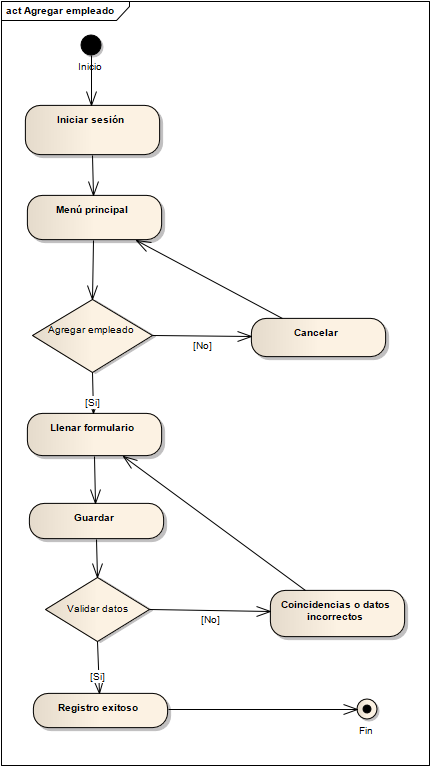 act Agregar empleado
Inicio
Iniciar sesión
Menú principal
Agregar empleado
[No]
Cancelar
[Si]
Llenar formulario
Guardar
Validar datos
[No]
Coincidencias o datos
incorrectos
[Si]
Registro exitoso
Fin